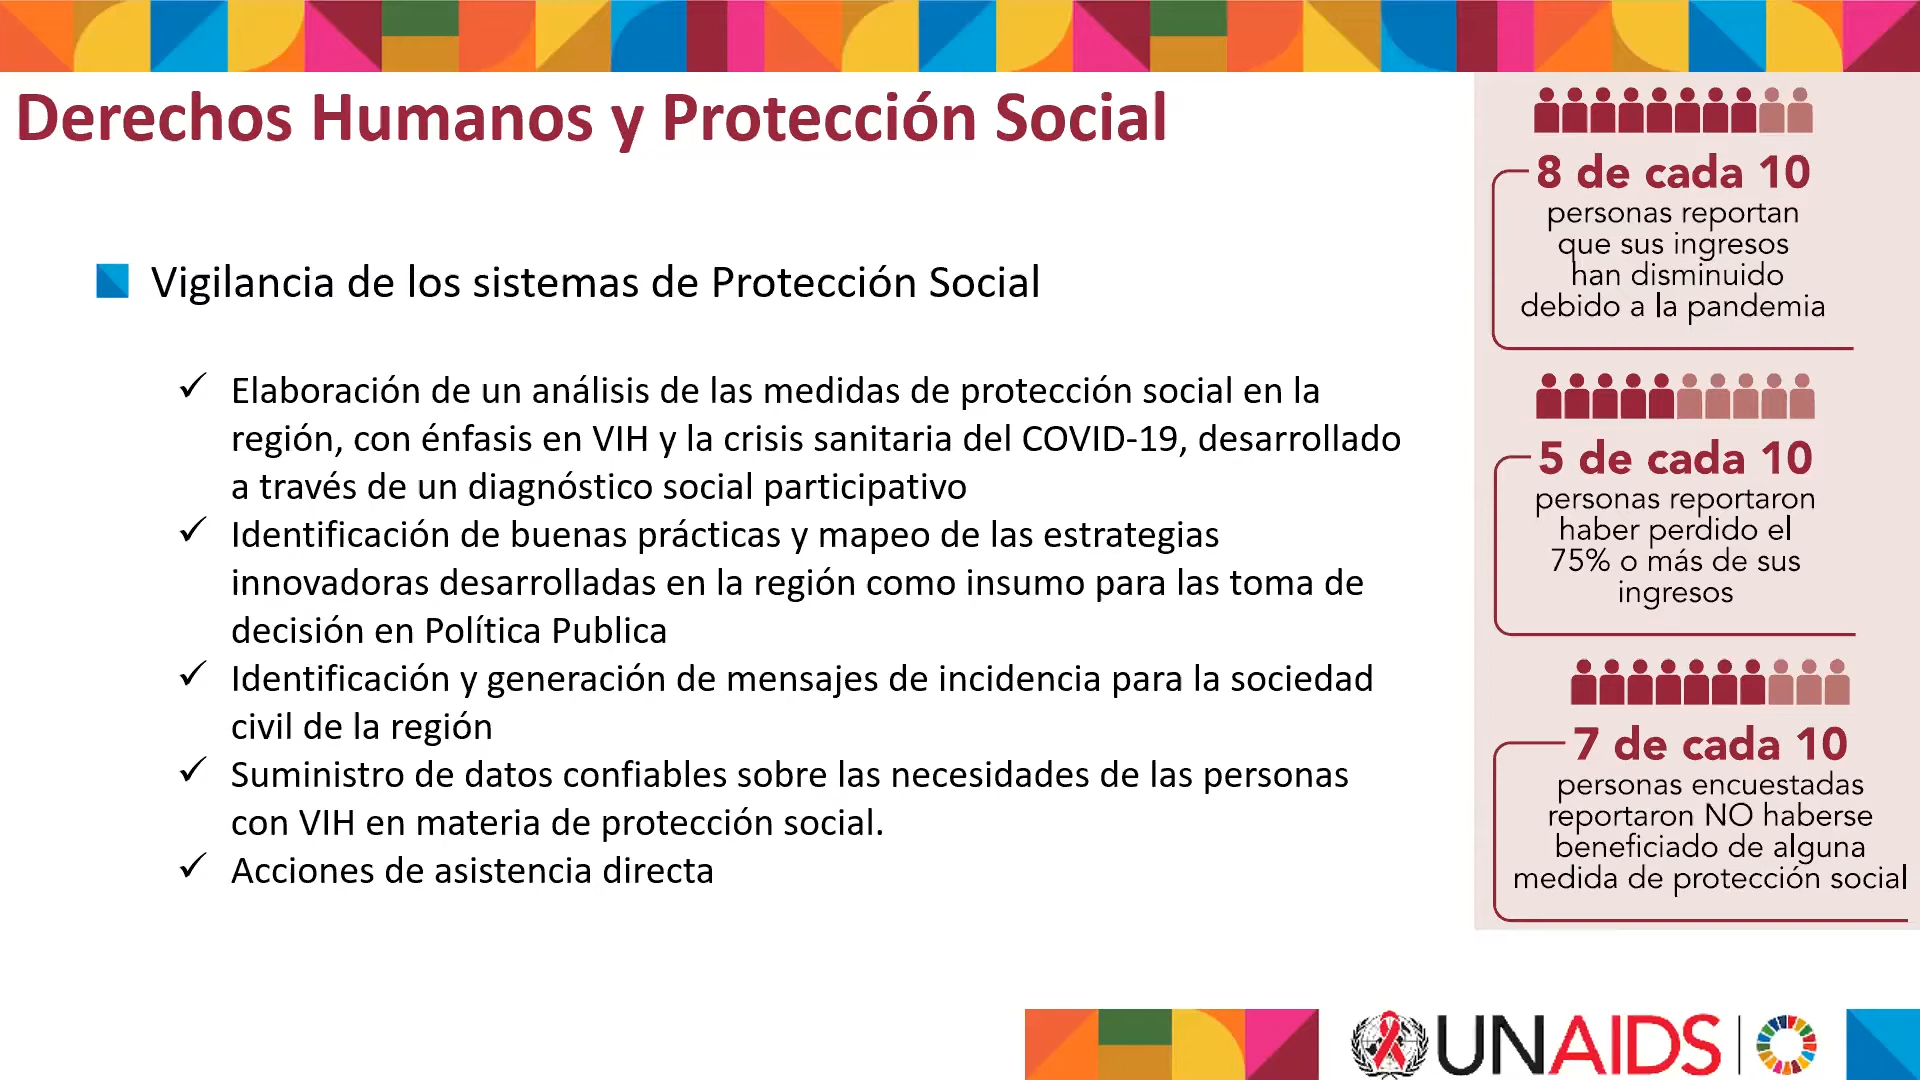 Derechos Humanos y Protección Social
Vigilancia de los sistemas de Protección Social
✓ Elaboración de un análisis de las medidas de protección social en la
región, con énfasis en VIH y la crisis sanitaria del COVID-19, desarrollado
a través de un diagnóstico social participativo
✓ Identificación de buenas prácticas y mapeo de las estrategias
innovadoras desarrolladas en la región como insumo para las toma de
decisión en Política Publica
✓ Identificación y generación de mensajes de incidencia para la sociedad
civil de la región
✓ Suministro de datos confiables sobre las necesidades de las personas
con VIH en materia de protección social.
✓ Acciones de asistencia directa
8 de cada 10
personas reportan
que sus ingresos
han disminuido
debido a la pandemia
5 de cada 10
personas reportaron
haber perdido el
75% o más de sus
ingresos
7 de cada 10
personas encuestadas
reportaron NO haberse
beneficiado de alguna
medida de protección social
UNAIDS